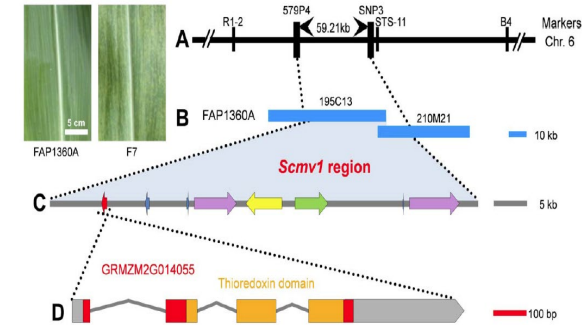 579P4
SNP3
R1-2
59.21kb
STS-11
B4
Markers
A
Chr. 6
5 cm
FAP1360A
F7
B
FAP1360A
195C13
210M21
10 kb
Scmv1 region
C
5 kb
GRMZM2G014055
Thioredoxin domain
D
100 bp